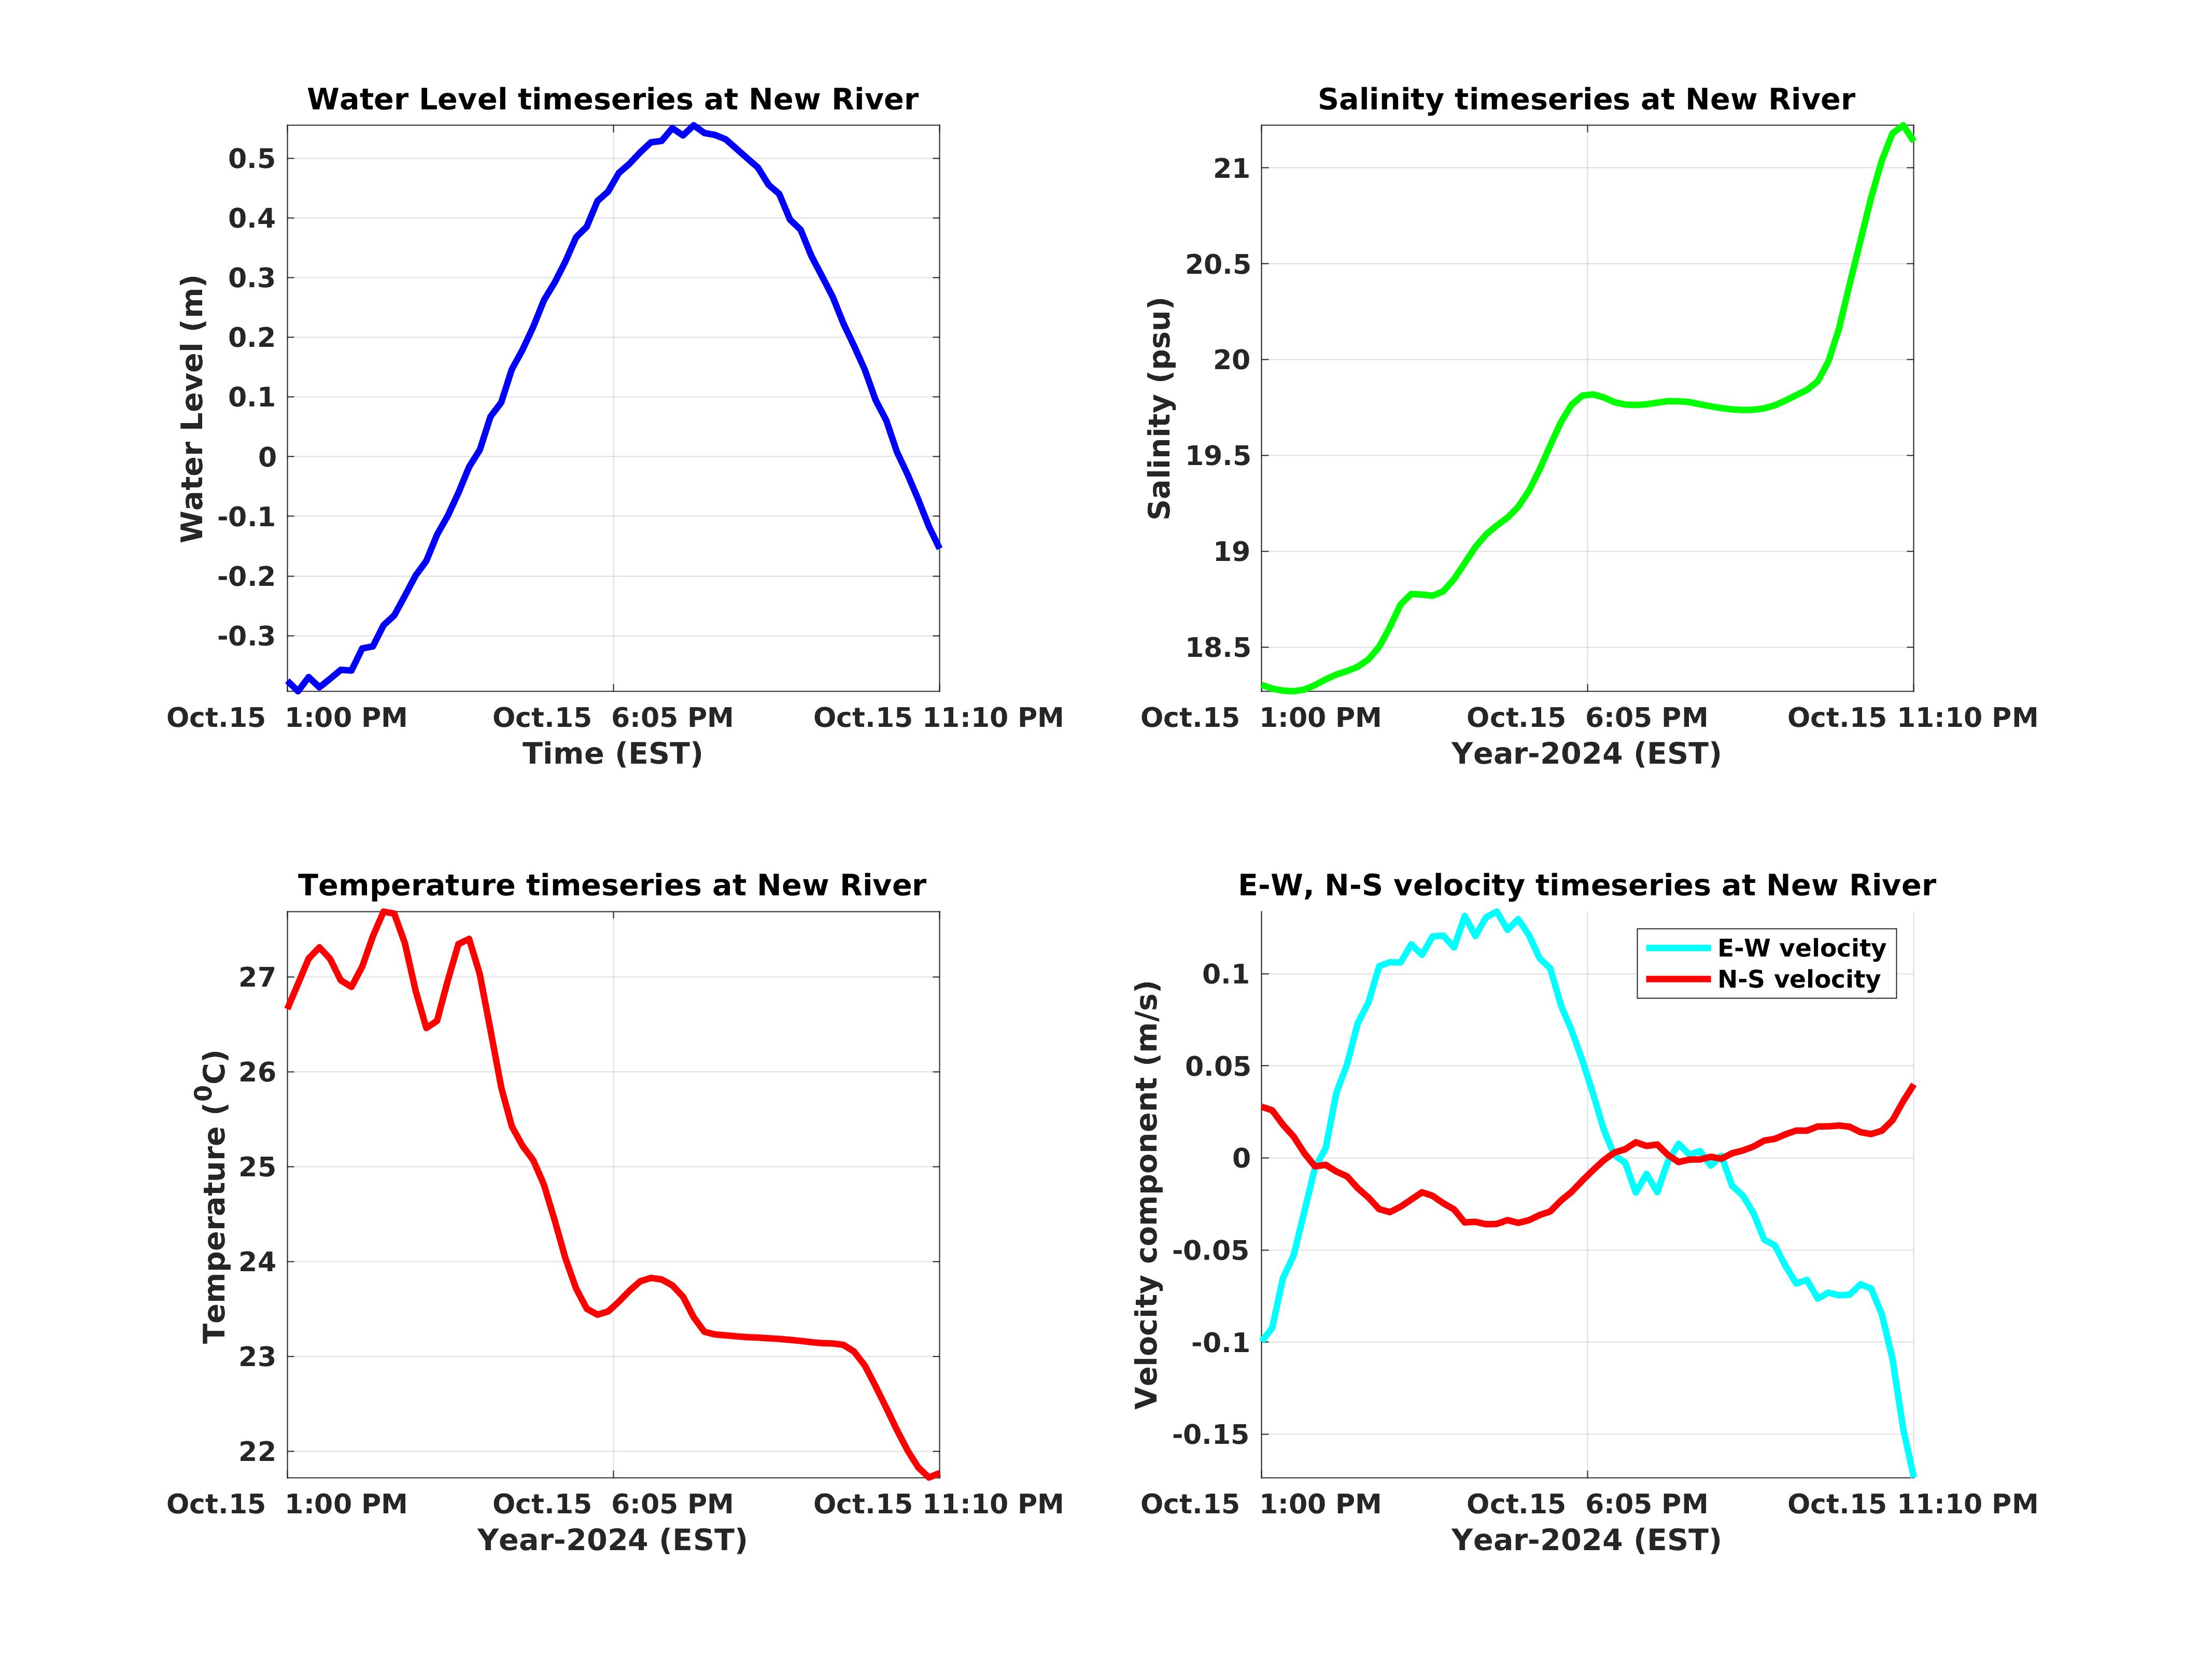 Water Level timeseries at New River
Water Level (m)
0.5
0.4
0.3
0.2
0.1
0
-0.1
-0.2
-0.3
Oct.15  1:00 PM
Oct.15  6:05 PM
Oct.15 11:10 PM
Time (EST)
Salinity timeseries at New River
Salinity (psu)
21
20.5
20
19.5
19
18.5
Oct.15  1:00 PM
Oct.15  6:05 PM
Oct.15 11:10 PM
Year-2024 (EST)
Temperature timeseries at New River
Temperature (⁰C)
27
26
25
24
23
22
Oct.15  1:00 PM
Oct.15  6:05 PM
Oct.15 11:10 PM
Year-2024 (EST)
E-W, N-S velocity timeseries at New River
Velocity component (m/s)
0.1
0.05
0
-0.05
-0.1
-0.15
E-W velocity
N-S velocity
Oct.15  1:00 PM
Oct.15  6:05 PM
Oct.15 11:10 PM
Year-2024 (EST)